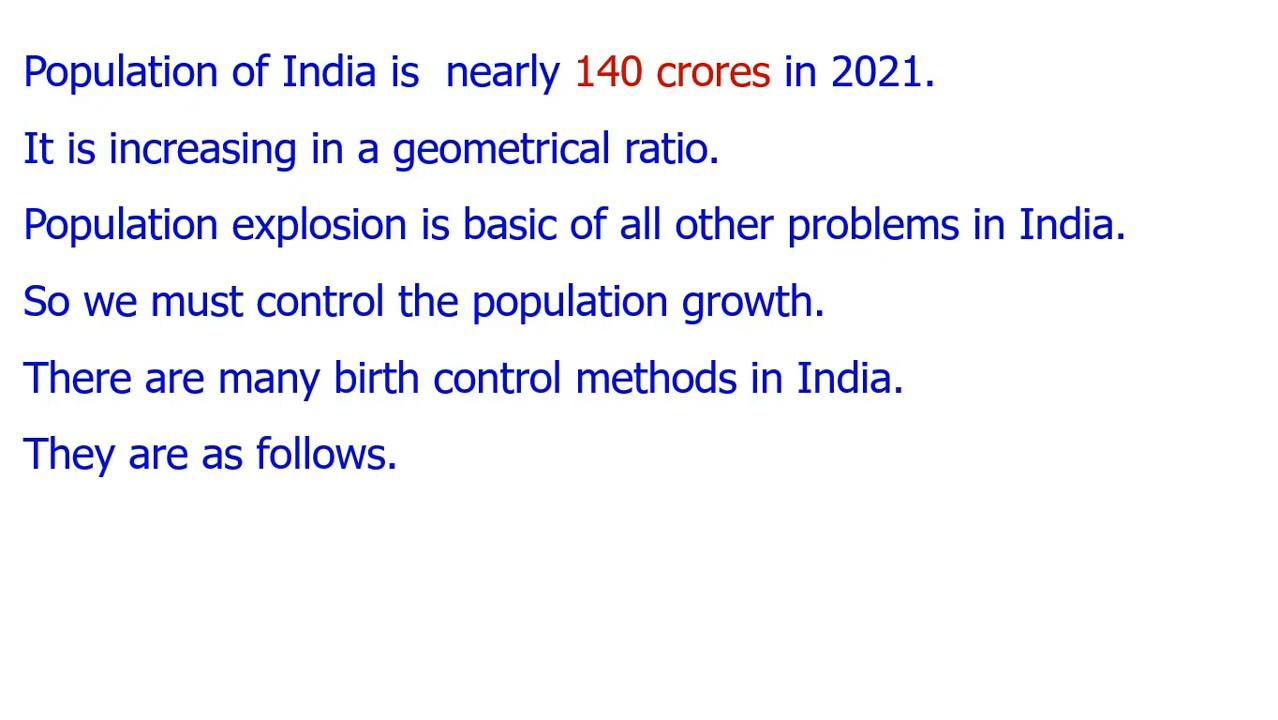 Population of India is  nearly 140 crores in 2021.
It is increasing in a geometrical ratio.
Population explosion is basic of all other problems in India.
So we must control the population growth.
There are many birth control methods in India.
They are as follows.